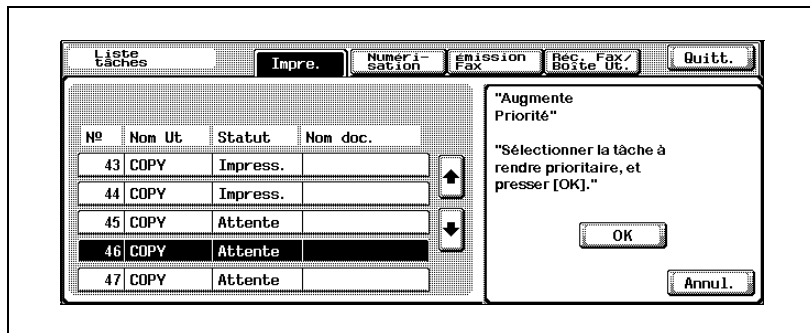 Liste
tâches
Impre.
Numéri-
sation
Émission
Fax
Réc. Fax/
Boîte Ut.
Quitt.
Nº Nom Ut Statut Nom doc.
43 COPY Impress.
44 COPY Impress.
45 COPY Attente
46 COPY Attente
47 COPY Attente
"Augmente
Priorité"
"Sélectionner la tâche à
rendre prioritaire, et
presser [OK]."
OK
Annul.